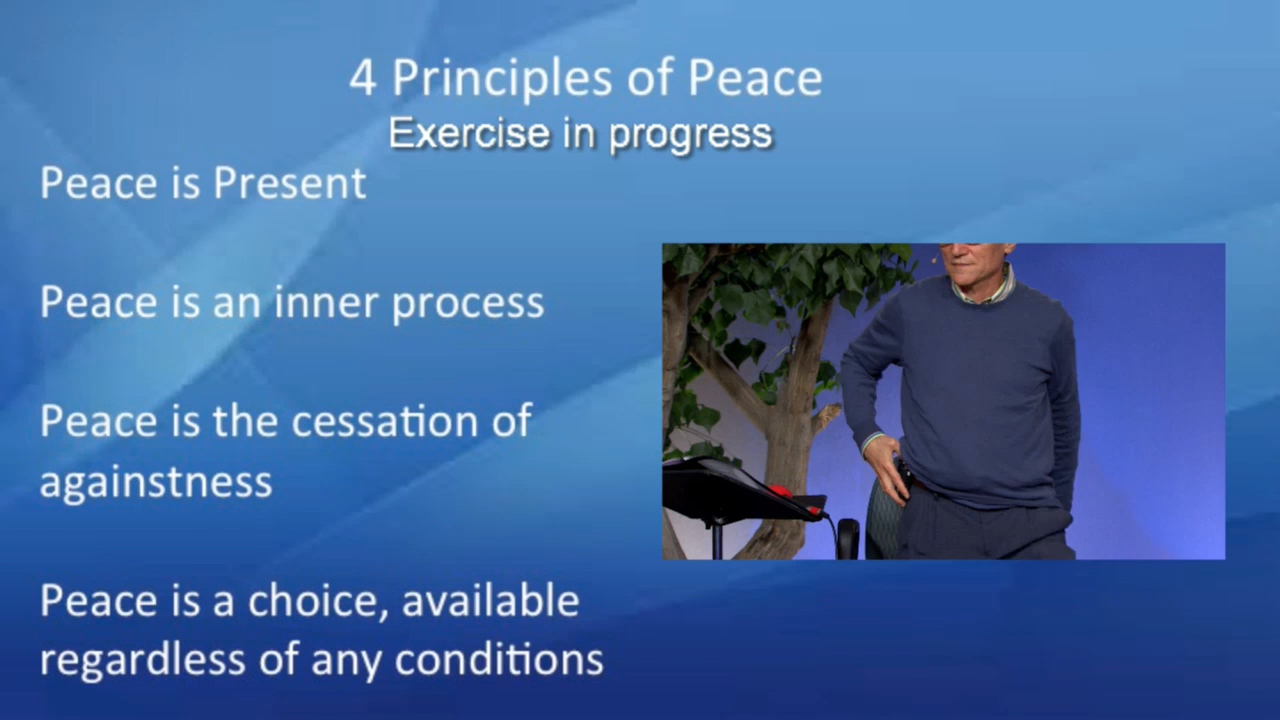 4 Principles of Peace
Exercise in progress
Peace is Present
Peace is an inner process
Peace is the cessation of
againstness
Peace is a choice, available
regardless of any conditions